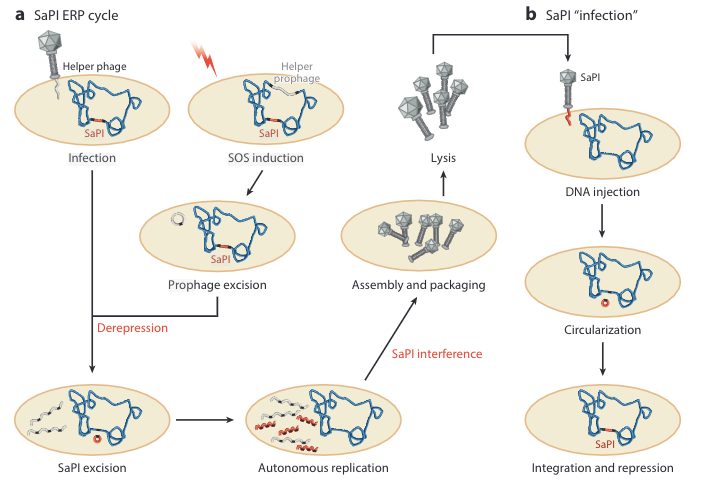 a SaPI ERP cycle
Helper phage
SaPI
Infection
Helper
prophage
SaPI
SOS induction
SaPI
Prophage excision
Derepression
SaPI excision
Autonomous replication
SaPI interference
Assembly and packaging
Lysis
b SaPI “infection”
SaPI
DNA injection
Circularization
SaPI
Integration and repression